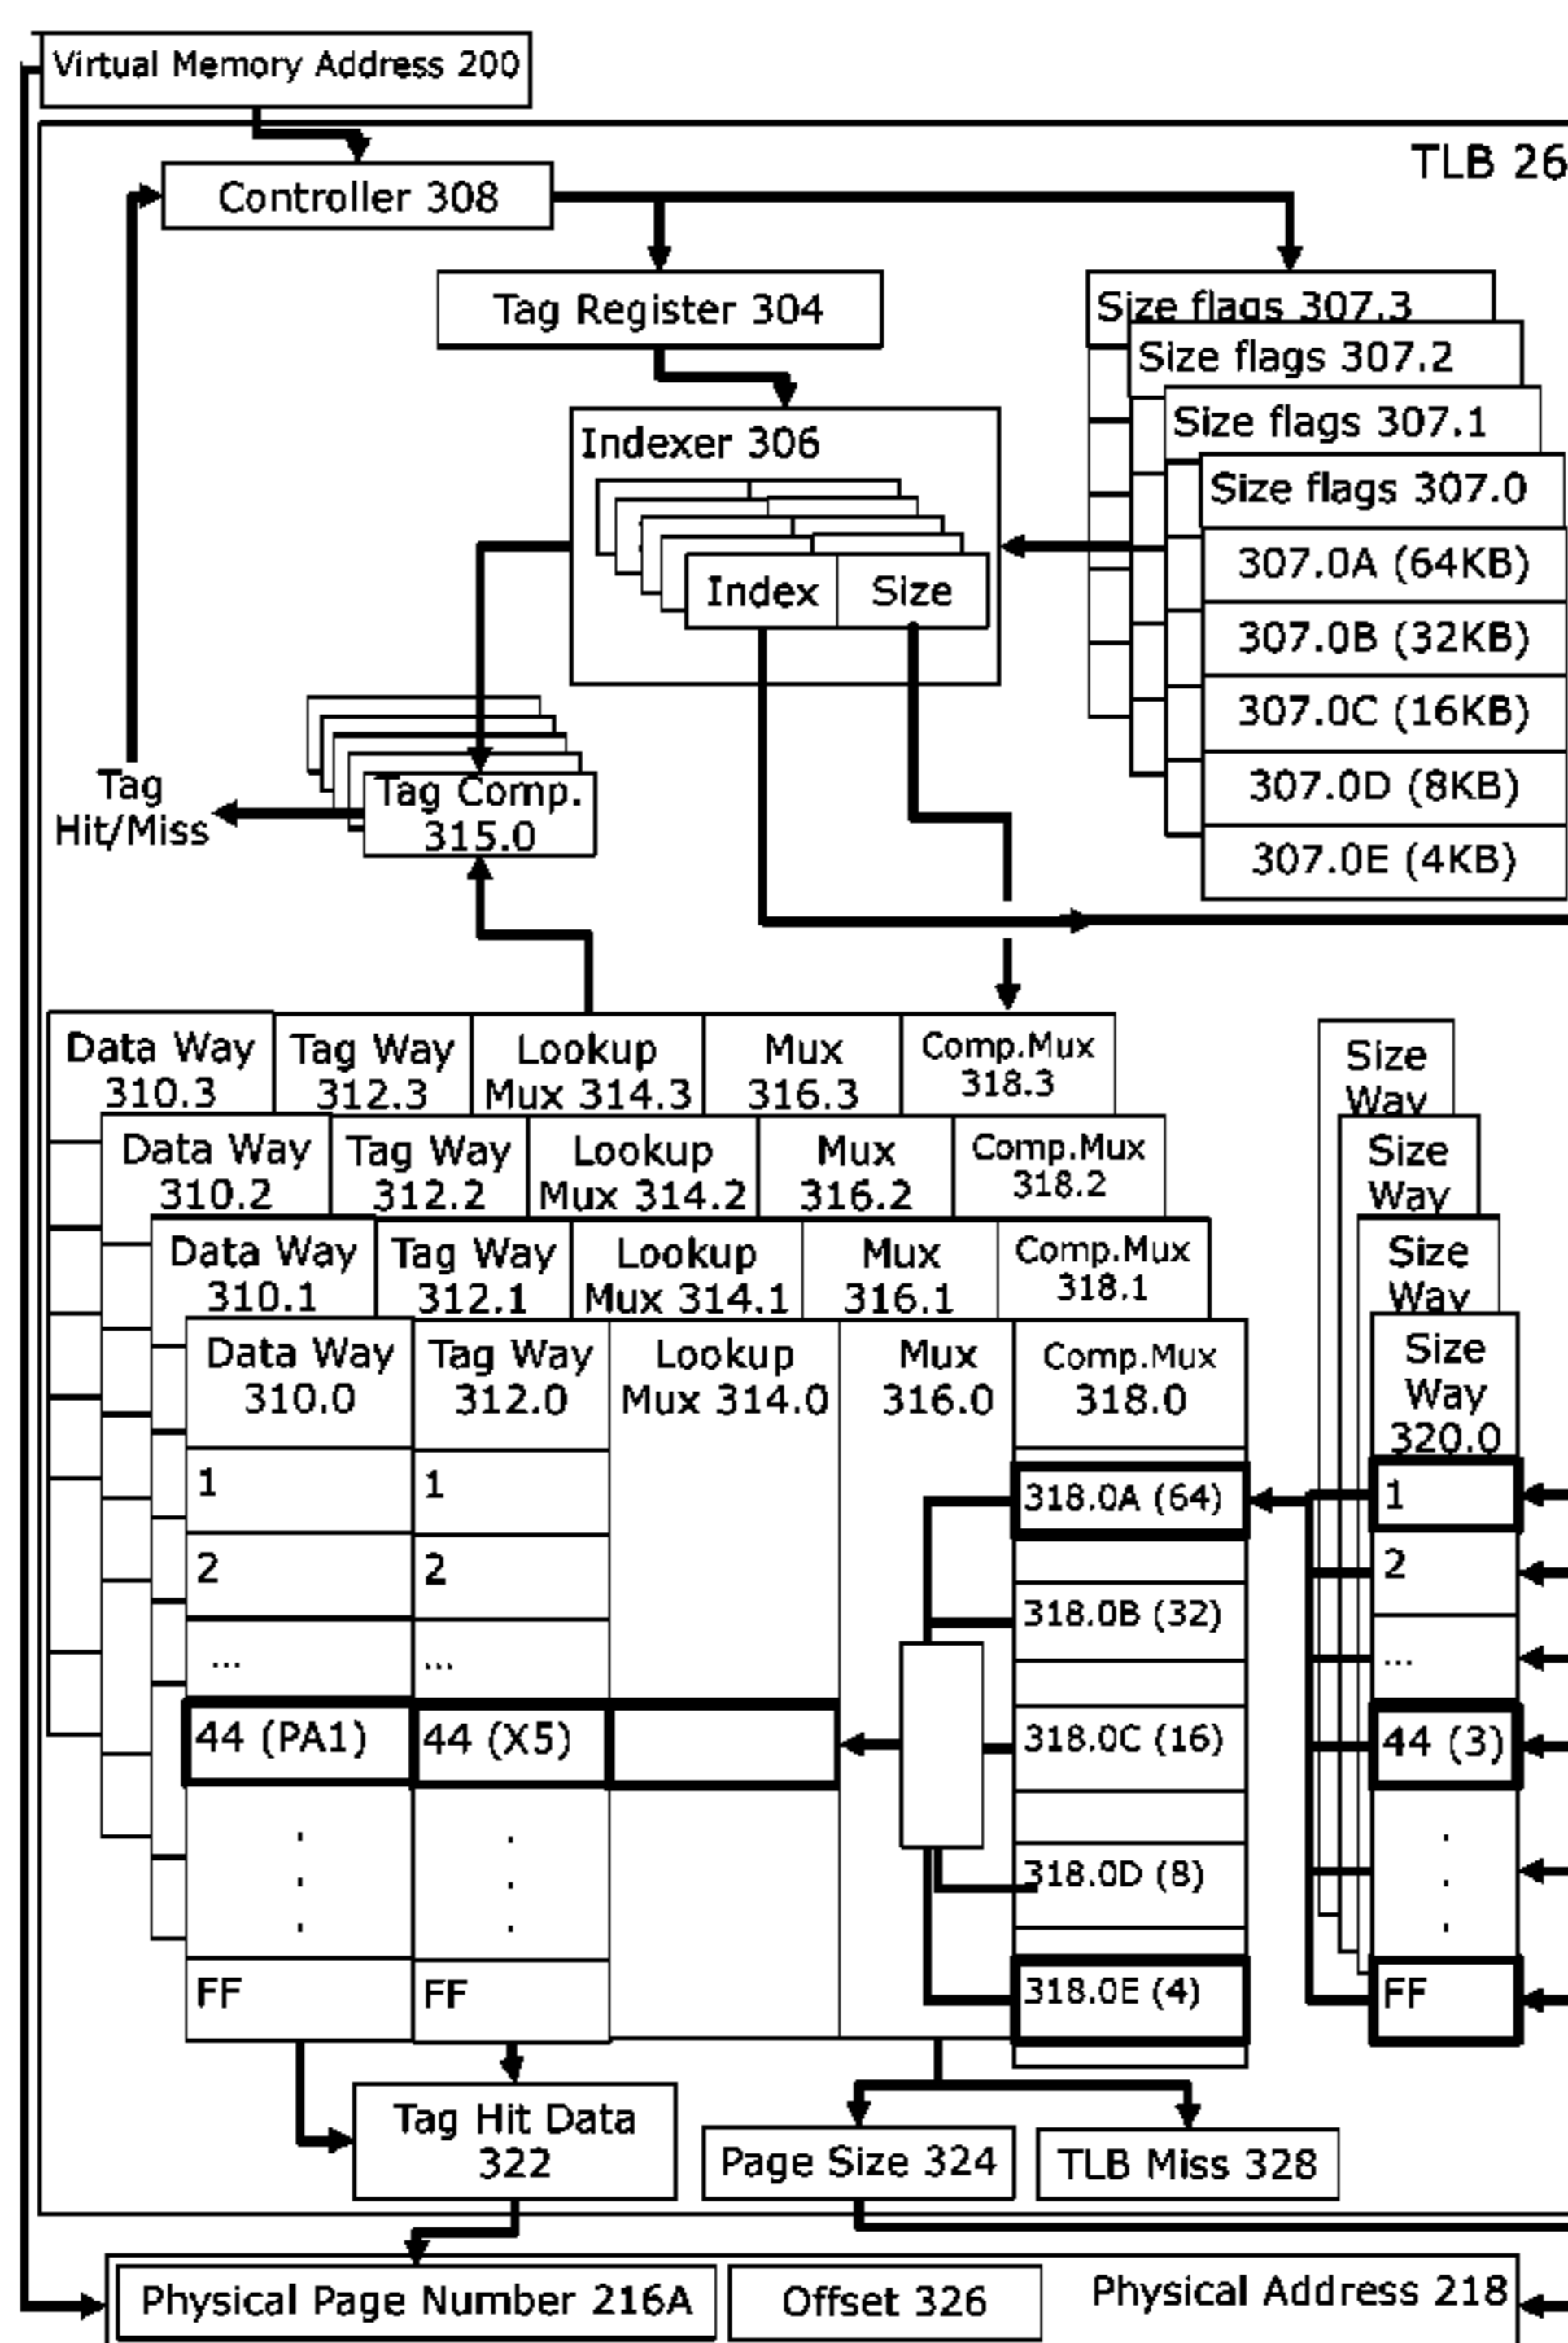 Virtual Memory Address 200
TLB 26
Controller 308
Tag Register 304
Size flags 307.3
Size flags 307.2
Size flags 307.1
Size flags 307.0
307.0A (64KB)
307.0B (32KB)
307.0C (16KB)
307.0D (8KB)
307.0E (4KB)
Indexer 306
Index
Size
Tag
Hit/Miss
Tag Comp.
315.0
Data Way
310.3
Tag Way
312.3
Lookup
Mux 314.3
Mux
316.3
Comp.Mux
318.3
Size
Way
Data Way
310.2
Tag Way
312.2
Lookup
Mux 314.2
Mux
316.2
Comp.Mux
318.2
Size
Way
Data Way
310.1
Tag Way
312.1
Lookup
Mux 314.1
Mux
316.1
Comp.Mux
318.1
Size
Way
Data Way
310.0
Tag Way
312.0
Lookup
Mux 314.0
Mux
316.0
Comp.Mux
318.0
Size
Way
320.0
1
1
318.0A (64)
1
2
2
318.0B (32)
2
...
...
...
44 (PA1)
44 (X5)
318.0C (16)
44 (3)
318.0D (8)
FF
FF
318.0E (4)
FF
Tag Hit Data
322
Page Size 324
TLB Miss 328
Physical Page Number 216A
Offset 326
Physical Address 218